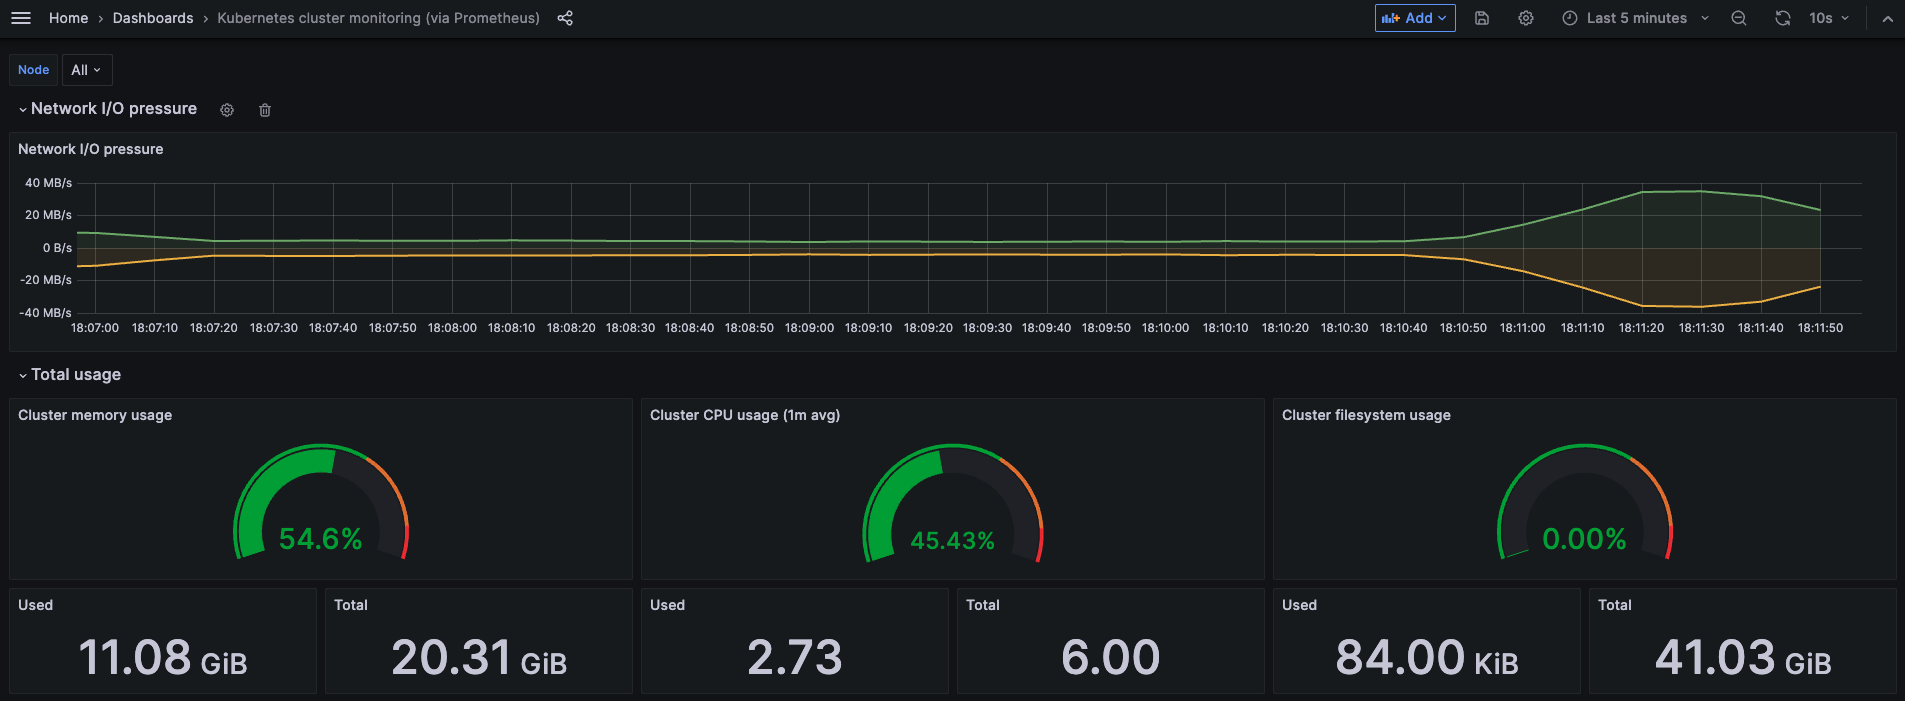 Home › Dashboards › Kubernetes cluster monitoring (via Prometheus) Add Last 5 minutes 10s
Node All
Network I/O pressure
Network I/O pressure
40 MB/s
20 MB/s
0 B/s
-20 MB/s
-40 MB/s
18:07:00 18:07:10 18:07:20 18:07:30 18:07:40 18:07:50 18:08:00 18:08:10 18:08:20 18:08:30 18:08:40 18:08:50 18:09:00 18:09:10 18:09:20 18:09:30 18:09:40 18:09:50 18:10:00 18:10:10 18:10:20 18:10:30 18:10:40 18:10:50 18:11:00 18:11:10 18:11:20 18:11:30 18:11:40 18:11:50
Total usage
Cluster memory usage Cluster CPU usage (1m avg) Cluster filesystem usage
54.6% 45.43% 0.00%
Used Total Used Total Used Total
11.08 GiB 20.31 GiB 2.73 6.00 84.00 KiB 41.03 GiB